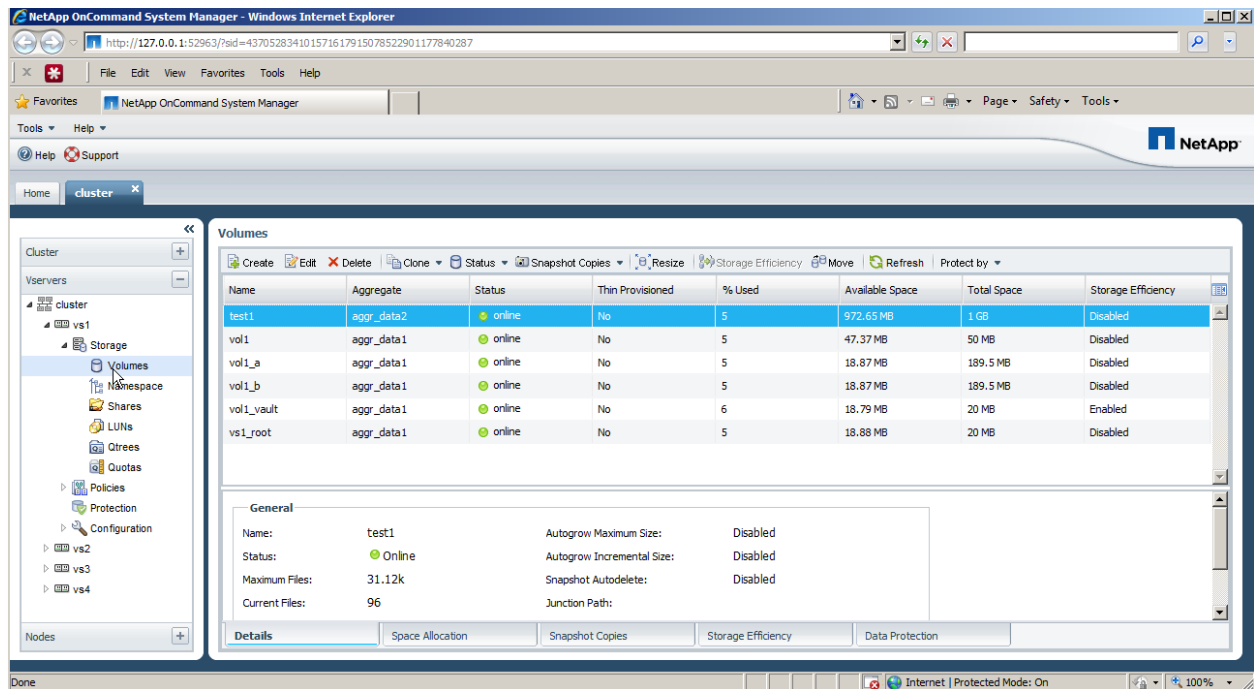 NetApp OnCommand System Manager - Windows Internet Explorer
http://127.0.0.1:52963/?sid=43705283410157161791507852290117784028​7
File Edit View Favorites Tools Help
Favorites NetApp OnCommand System Manager Page Safety Tools
Tools Help
NetApp
Help Support
Home cluster
Cluster
Vservers
cluster
vs1
Storage
Volumes
Namespace
Shares
LUNs
Qtrees
Quotas
Policies
Protection
Configuration
vs2
vs3
vs4
Nodes
Volumes
Create Edit Delete Clone Status Snapshot Copies Resize Storage Efficiency Move Refresh Protect by
Name Aggregate Status Thin Provisioned % Used Available Space Total Space Storage Efficiency
test1 aggr_data2 online No 5 972.65 MB 1 GB Disabled
vol1 aggr_data1 online No 5 47.37 MB 50 MB Disabled
vol1_a aggr_data1 online No 5 18.87 MB 189.5 MB Disabled
vol1_b aggr_data1 online No 5 18.87 MB 189.5 MB Disabled
vol1_vault aggr_data1 online No 6 18.79 MB 20 MB Enabled
vs1_root aggr_data1 online No 5 18.88 MB 20 MB Disabled
General
Name: test1 Autogrow Maximum Size: Disabled
Status: Online Autogrow Incremental Size: Disabled
Maximum Files: 31.12k Snapshot Autodelete: Disabled
Current Files: 96 Junction Path:
Details Space Allocation Snapshot Copies Storage Efficiency Data Protection
Done Internet | Protected Mode: On 100%